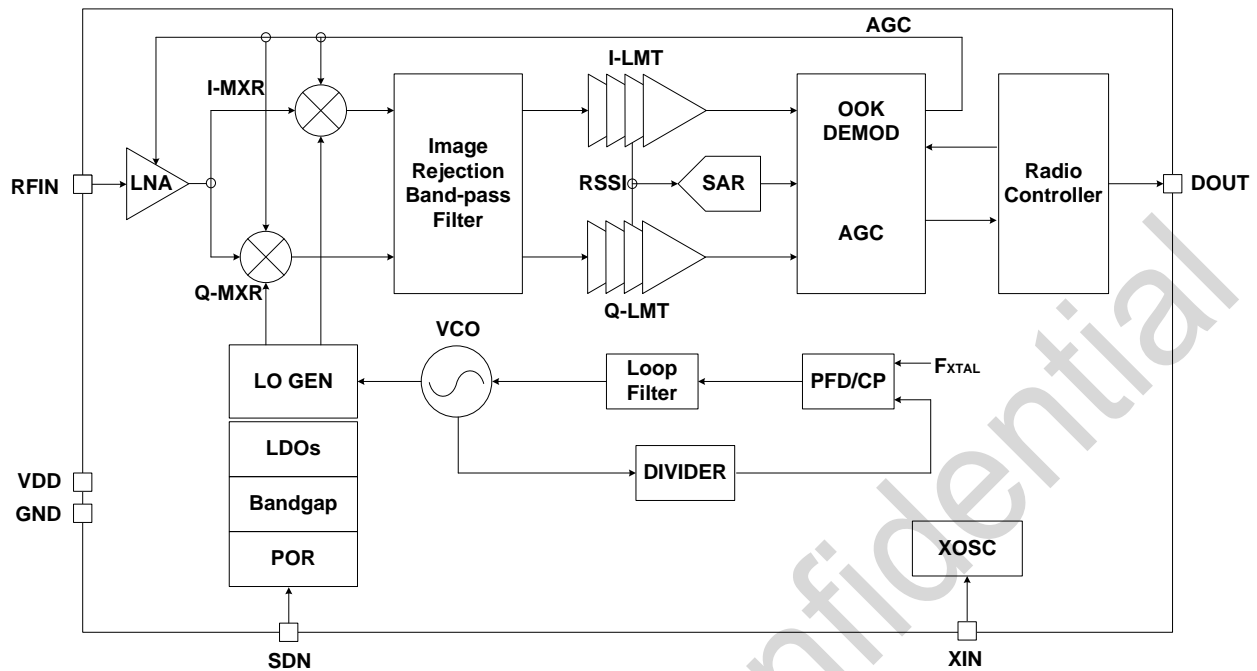 AGC
I-LMT
I-MXR
OOK
DEMOD
Image
Rejection
Band-pass
Filter
Radio
Controller
RFIN
LNA
RSSI
SAR
DOUT
AGC
Q-MXR
Q-LMT
VCO
LO GEN
Loop
Filter
PFD/CP
FXTAL
LDOs
DIVIDER
VDD
Bandgap
GND
POR
XOSC
SDN
XIN
nfidential